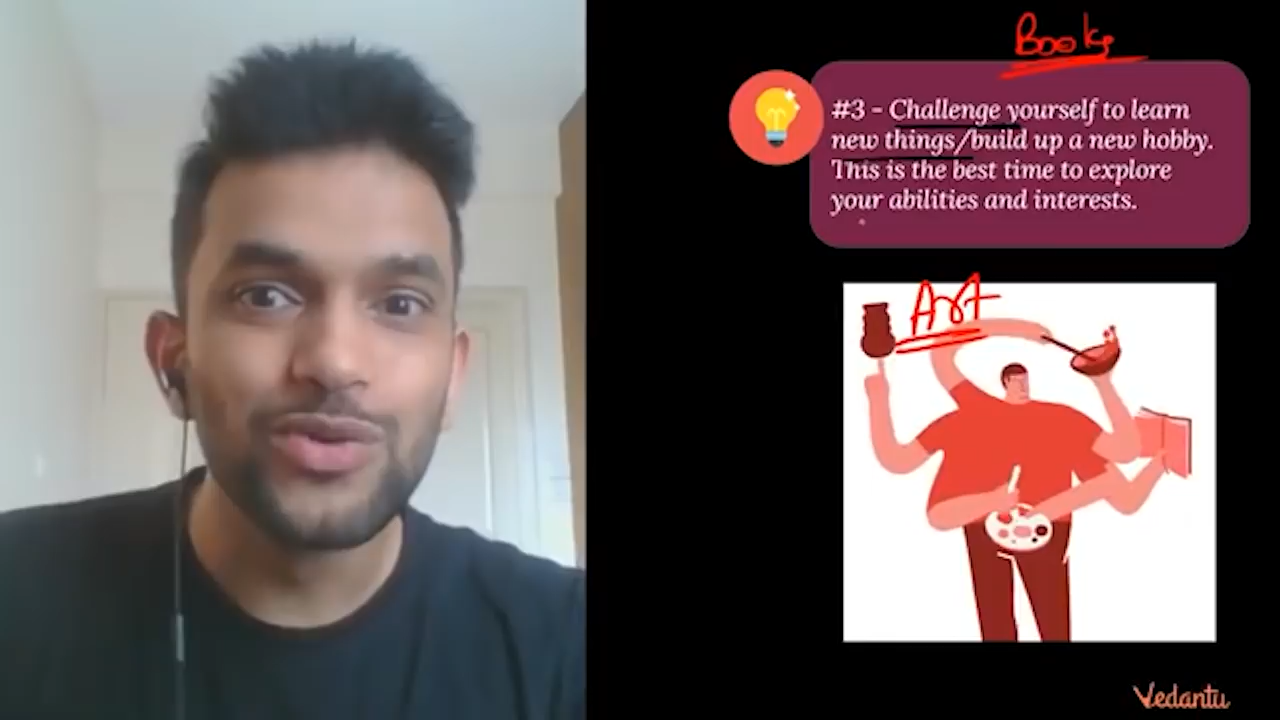 Books
#3 - Challenge yourself to learn
new things/build up a new hobby.
This is the best time to explore
your abilities and interests.
Art
Vedantu